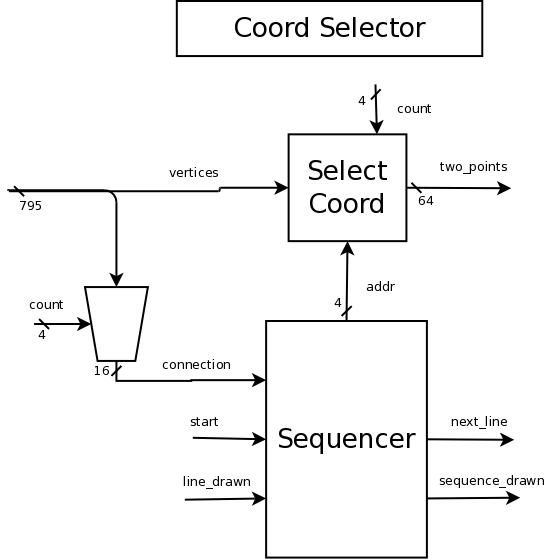 Coord Selector
4
count
vertices
Select
Coord
two_points
795
64
count
4
addr
4
16
connection
start
Sequencer
next_line
line_drawn
sequence_drawn